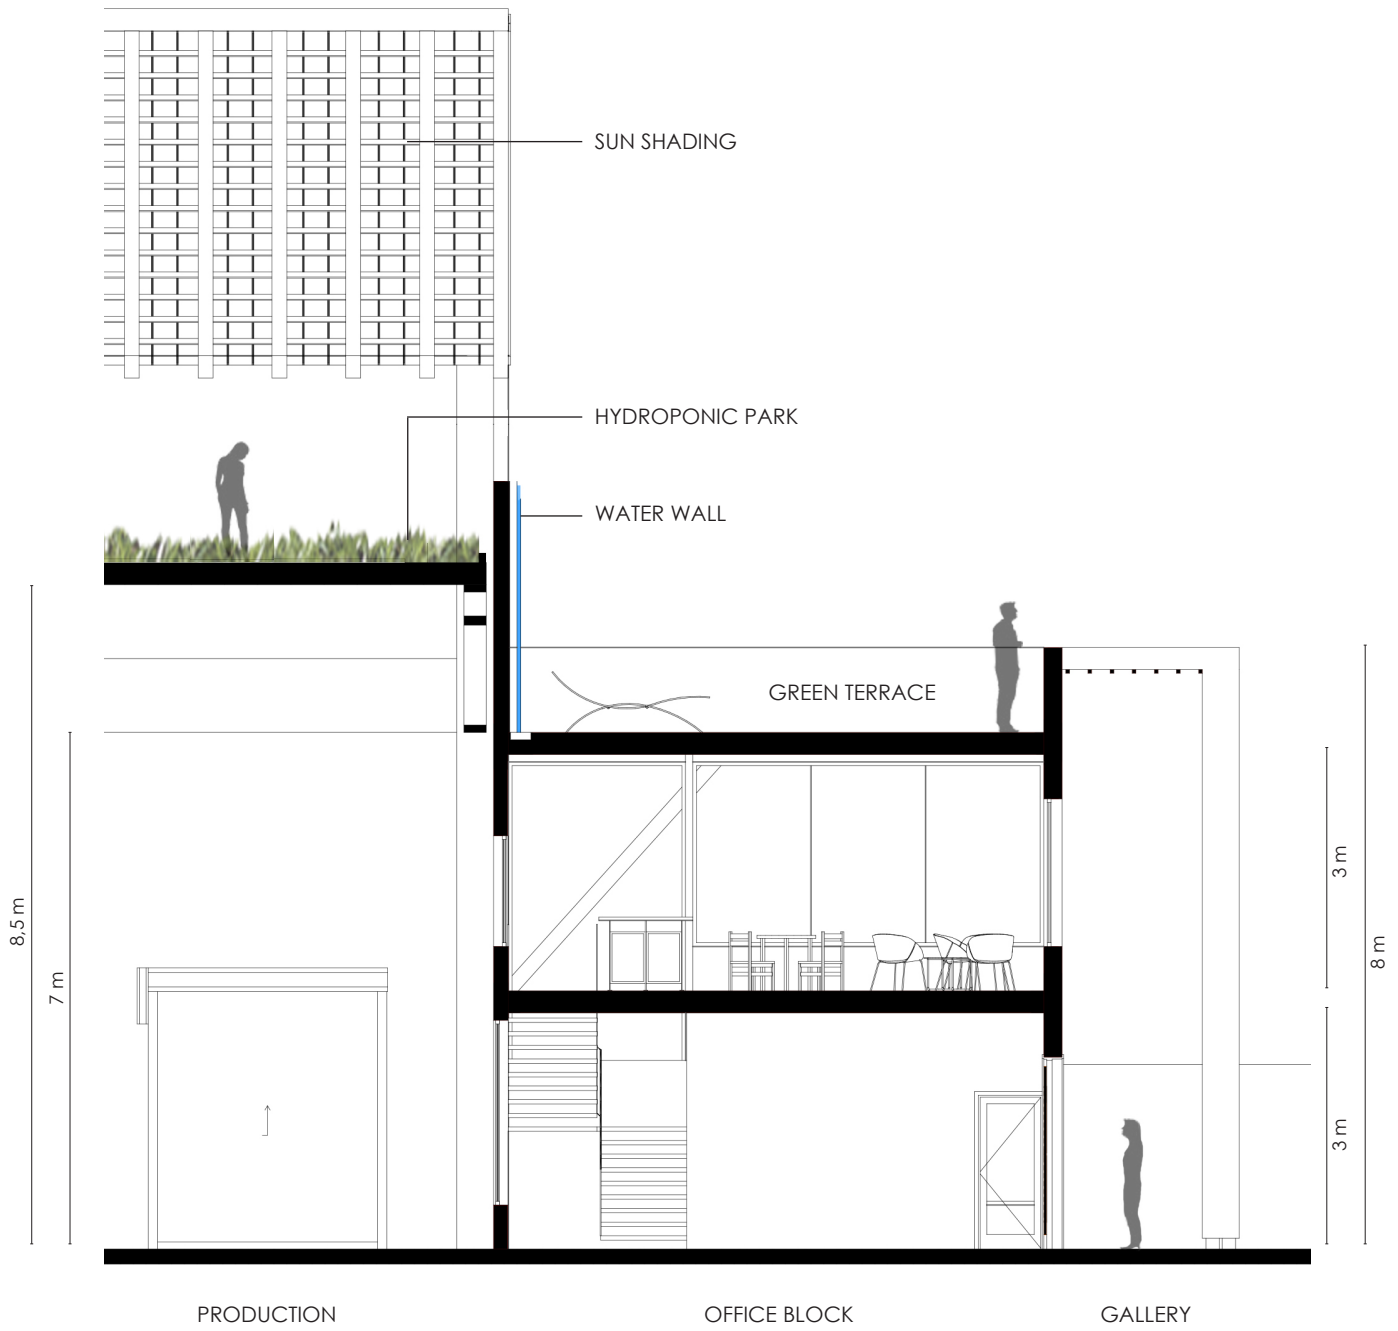 SUN SHADING
HYDROPONIC PARK
WATER WALL
GREEN TERRACE
8,5 m
7 m
3 m
8 m
3 m
PRODUCTION
OFFICE BLOCK
GALLERY